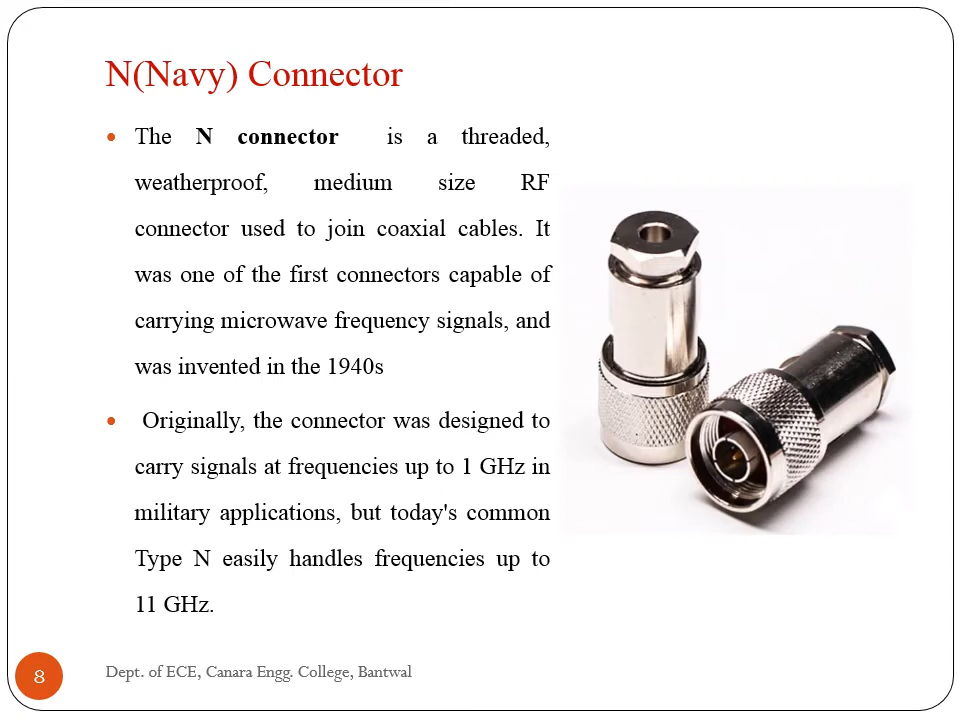 N(Navy) Connector
The N connector is a threaded,
weatherproof, medium size RF
connector used to join coaxial cables. It
was one of the first connectors capable of
carrying microwave frequency signals, and
was invented in the 1940s
Originally, the connector was designed to
carry signals at frequencies up to 1 GHz in
military applications, but today's common
Type N easily handles frequencies up to
11 GHz.
8
Dept. of ECE, Canara Engg. College, Bantwal